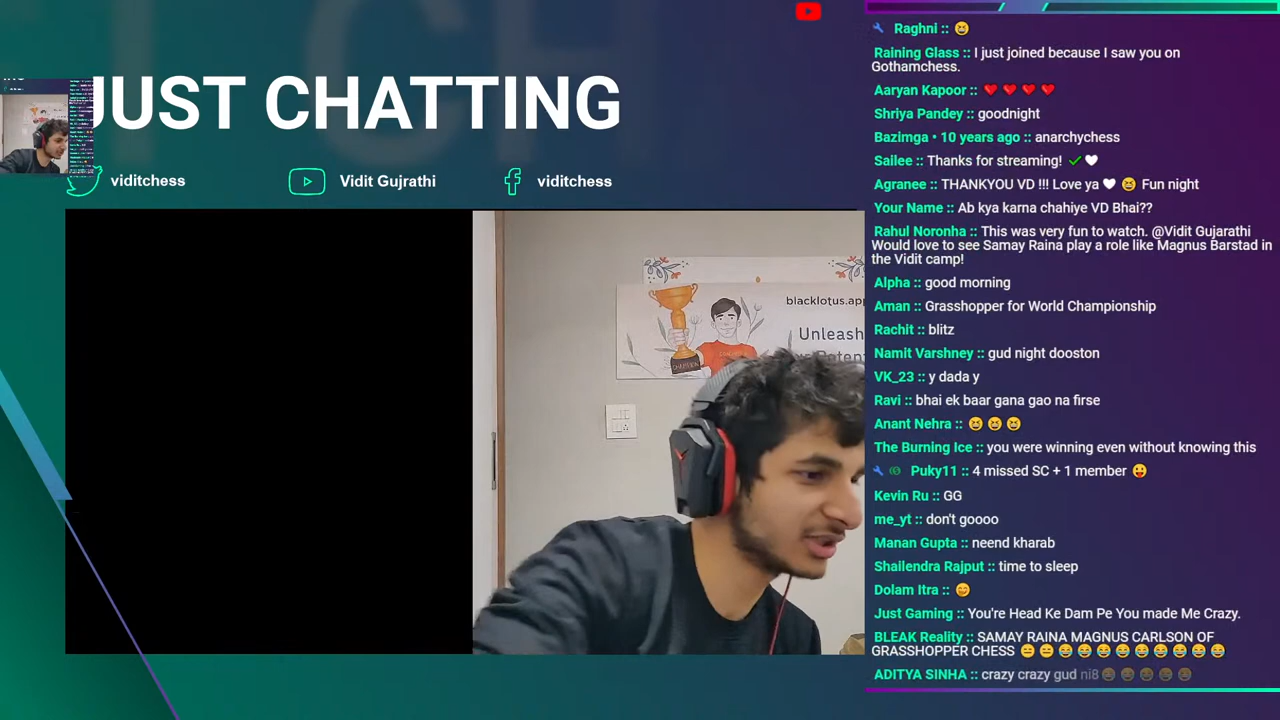 JUST CHATTING
viditchess
Vidit Gujrathi
viditchess
blacklotus.app
Unleash
CHAMPION
Raghni ::
Raining Glass :: I just joined because I saw you on
Gothamchess.
Aaryan Kapoor ::
Shriya Pandey :: goodnight
Bazimga • 10 years ago :: anarchychess
Sailee :: Thanks for streaming!
Agranee :: THANKYOU VD !!! Love ya 🤍 😆 Fun night
Your Name :: Ab kya karna chahiye VD Bhai??
Rahul Noronha :: This was very fun to watch. @Vidit Gujarathi
Would love to see Samay Raina play a role like Magnus Barstad in
the Vidit camp!
Alpha :: good morning
Aman :: Grasshopper for World Championship
Rachit :: blitz
Namit Varshney :: gud night dooston
VK_23 :: y dada y
Ravi :: bhai ek baar gana gao na firse
Anant Nehra ::
The Burning Ice :: you were winning even without knowing this
Puky11 :: 4 missed SC + 1 member
Kevin Ru :: GG
me_yt :: don't goooo
Manan Gupta :: neend kharab
Shailendra Rajput :: time to sleep
Dolam Itra ::
Just Gaming :: You're Head Ke Dam Pe You made Me Crazy.
BLEAK Reality :: SAMAY RAINA MAGNUS CARLSON OF
GRASSHOPPER CHESS
ADITYA SINHA :: crazy crazy gud ni8